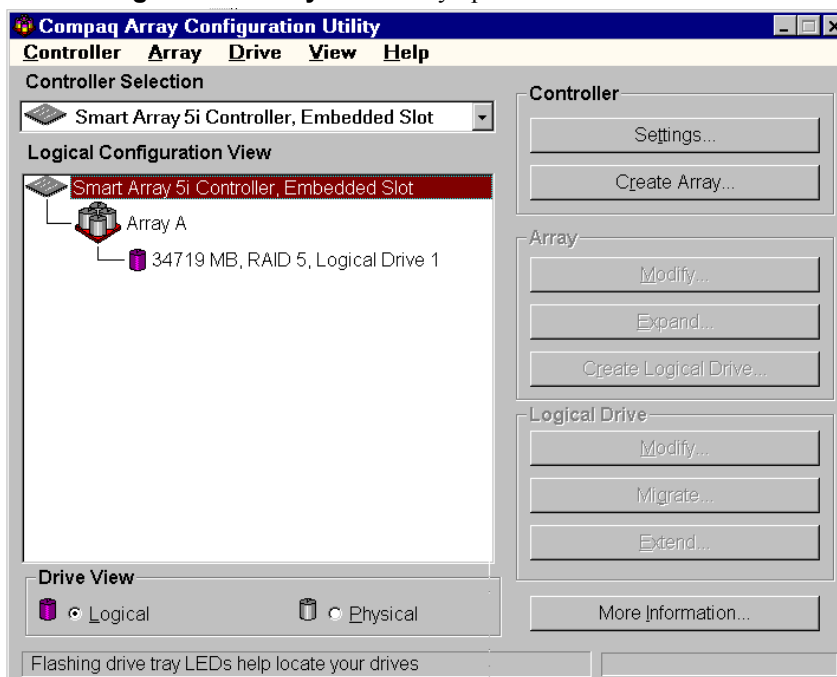 Compaq Array Configuration Utility
Controller Array Drive View Help
Controller Selection
Smart Array 5i Controller, Embedded Slot
Logical Configuration View
Smart Array 5i Controller, Embedded Slot
Array A
34719 MB, RAID 5, Logical Drive 1
Drive View
Logical
Physical
Controller
Settings...
Create Array...
Array
Modify...
Expand...
Create Logical Drive...
Logical Drive
Modify...
Migrate...
Extend...
More Information...
Flashing drive tray LEDs help locate your drives